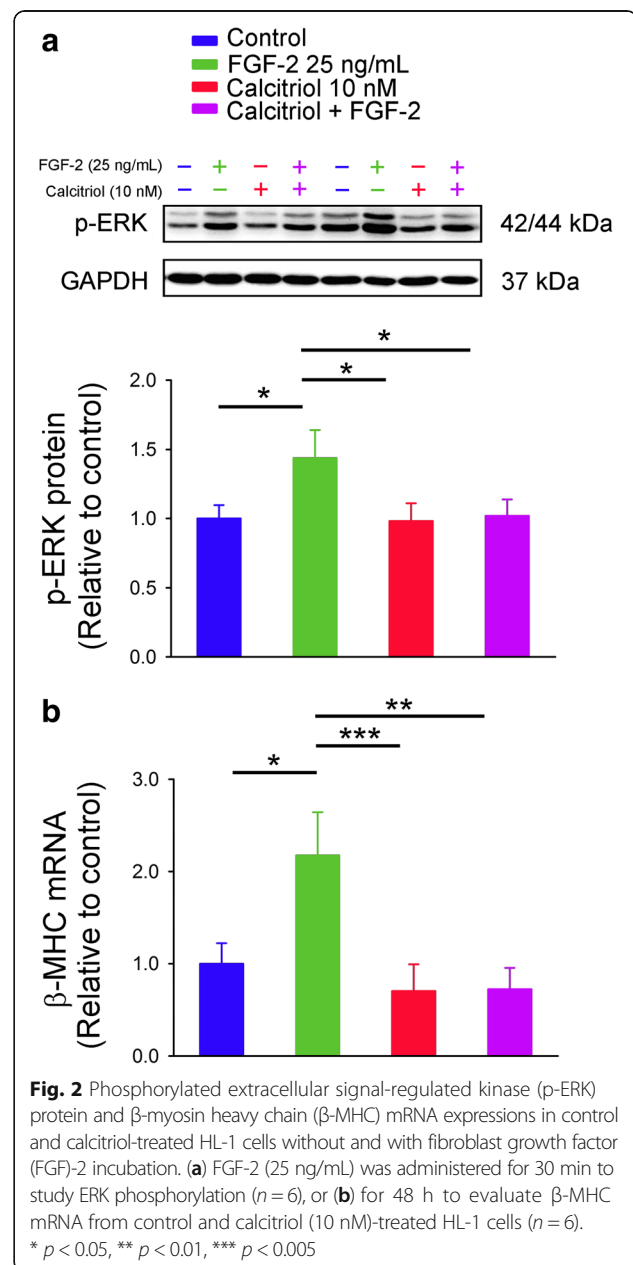 a
Control
FGF-2 25 ng/mL
Calcitriol 10 nM
Calcitriol + FGF-2
FGF-2 (25 ng/mL) − + − + − + − +
Calcitriol (10 nM) − − + + − − + +
p-ERK 42/44 kDa
GAPDH 37 kDa
*
*
*
p-ERK protein
(Relative to control)
2.0
1.5
1.0
0.5
0.0
b
**
***
*
β-MHC mRNA
(Relative to control)
3.0
2.0
1.0
0.0
Fig. 2 Phosphorylated extracellular signal-regulated kinase (p-ERK)
protein and β-myosin heavy chain (β-MHC) mRNA expressions in control
and calcitriol-treated HL-1 cells without and with fibroblast growth factor
(FGF)-2 incubation. (a) FGF-2 (25 ng/mL) was administered for 30 min to
study ERK phosphorylation (n = 6), or (b) for 48 h to evaluate β-MHC
mRNA from control and calcitriol (10 nM)-treated HL-1 cells (n = 6).
* p < 0.05, ** p < 0.01, *** p < 0.005